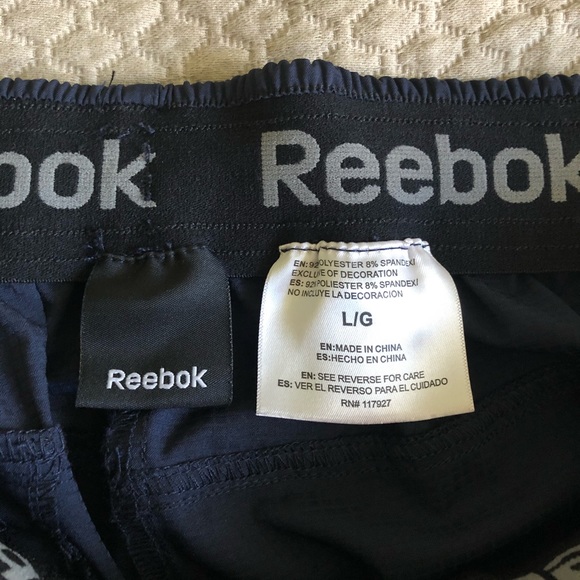 bok Reebok
EN: 92% POLYESTER 8% SPANDEX/
EXCLUSIVE OF DECORATION
ES: 92% POLIESTER 8% SPANDEX/
NO INCLUYE LA DECORACION
L/G
EN:MADE IN CHINA
ES:HECHO EN CHINA
EN: SEE REVERSE FOR CARE
ES: VER EL REVERSO PARA EL CUIDADO
RN# 117927
Reebok